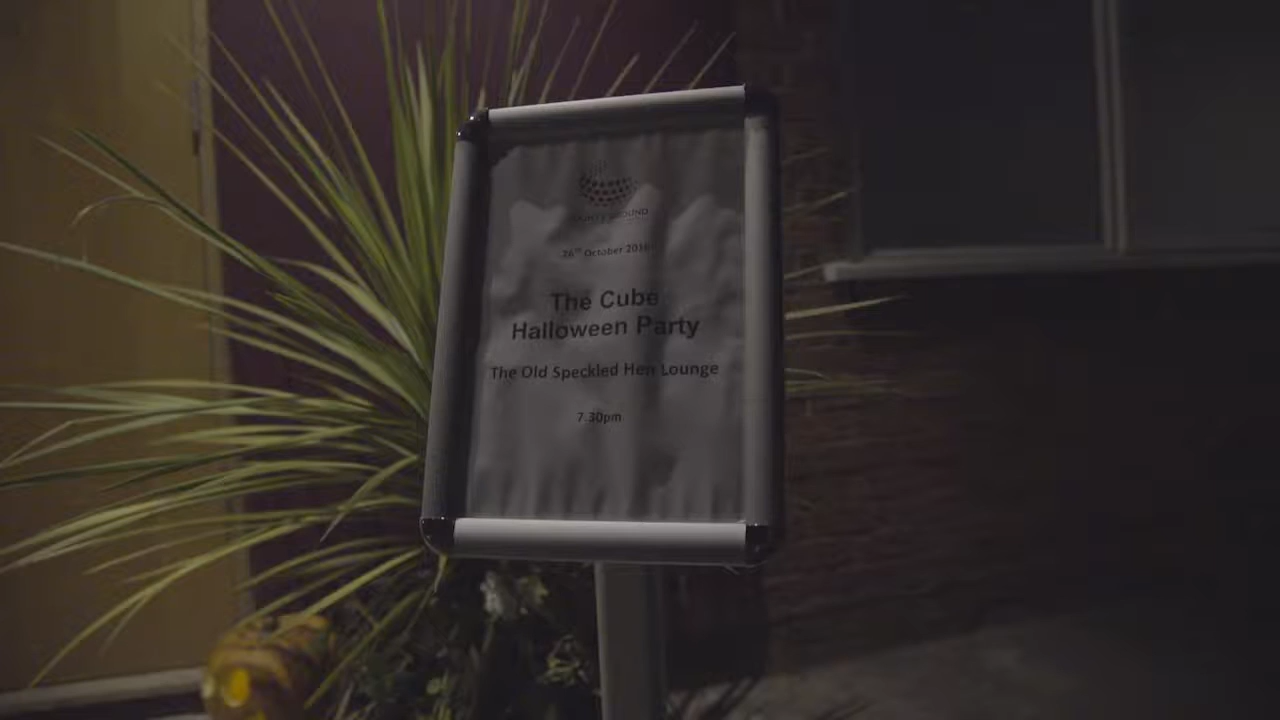 26th October 2016
The Cube
Halloween Party
The Old Speckled Hen Lounge
7.30pm